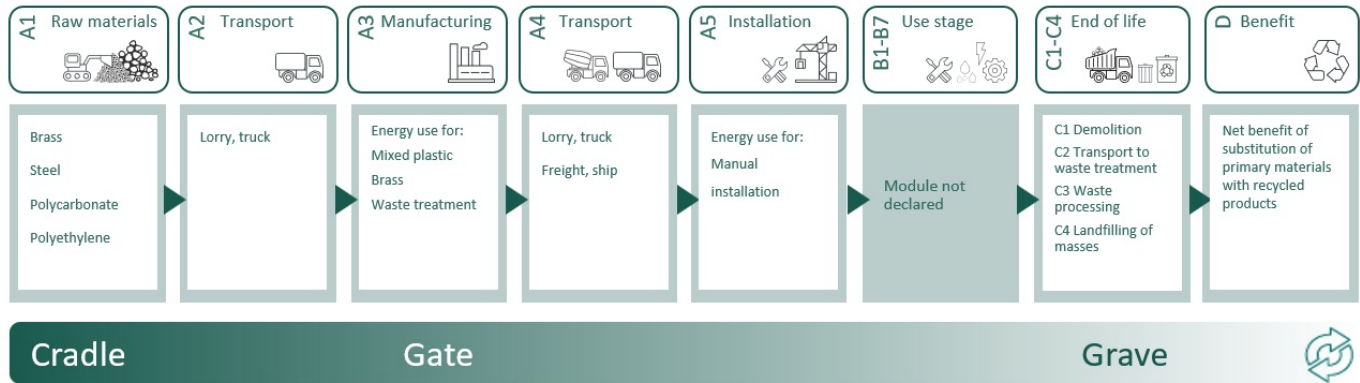 A1 Raw materials
A2 Transport
A3 Manufacturing
A4 Transport
A5 Installation
B1-B7 Use stage
C1-C4 End of life
D Benefit
Brass
Steel
Polycarbonate
Polyethylene
Lorry, truck
Energy use for:
Mixed plastic
Brass
Waste treatment
Lorry, truck
Freight, ship
Energy use for:
Manual
installation
Module not
declared
C1 Demolition
C2 Transport to
waste treatment
C3 Waste
processing
C4 Landfilling of
masses
Net benefit of
substitution of
primary materials
with recycled
products
Cradle
Gate
Grave